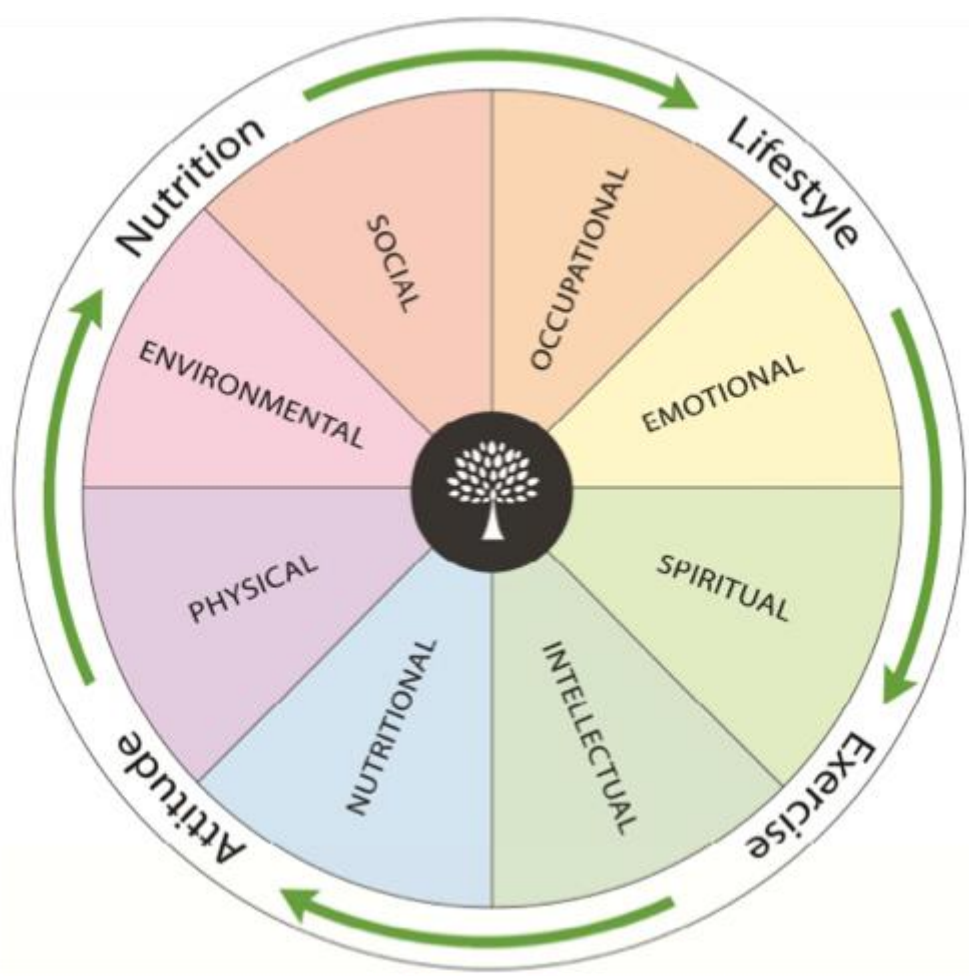 Nutrition
Lifestyle
Exercise
Attitude
SOCIAL
OCCUPATIONAL
EMOTIONAL
SPIRITUAL
INTELLECTUAL
NUTRITIONAL
PHYSICAL
ENVIRONMENTAL